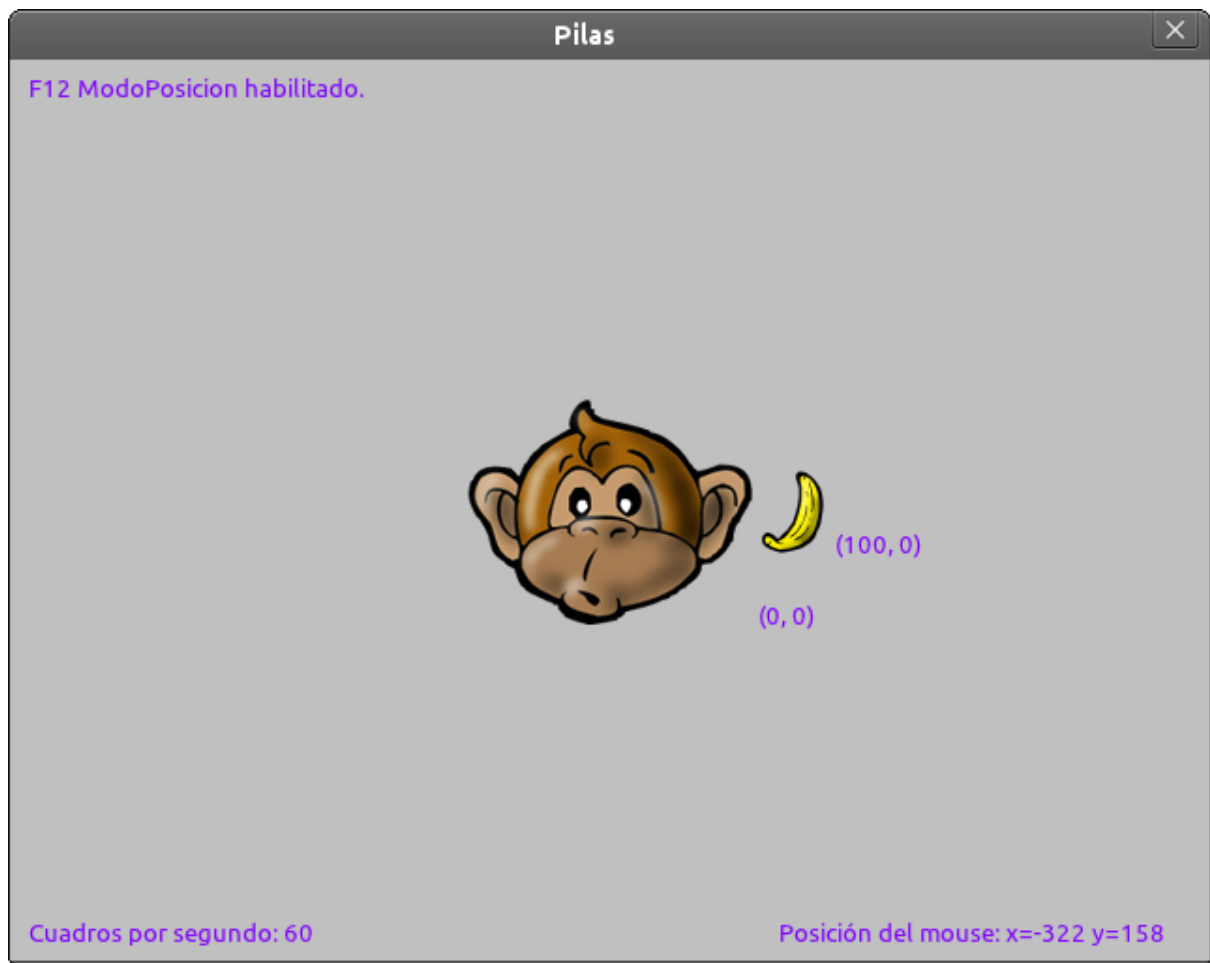 Pilas
F12 ModoPosicion habilitado.
(100, 0)
(0, 0)
Cuadros por segundo: 60
Posición del mouse: x=-322 y=158